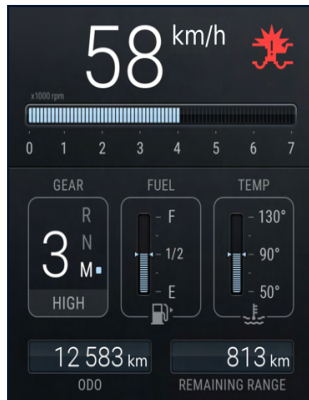 58 km/h
x1000 rpm
0 1 2 3 4 5 6 7
GEAR FUEL TEMP
R F 130°
3 N 1/2 90°
M E 50°
HIGH
12 583 km 813 km
ODO REMAINING RANGE